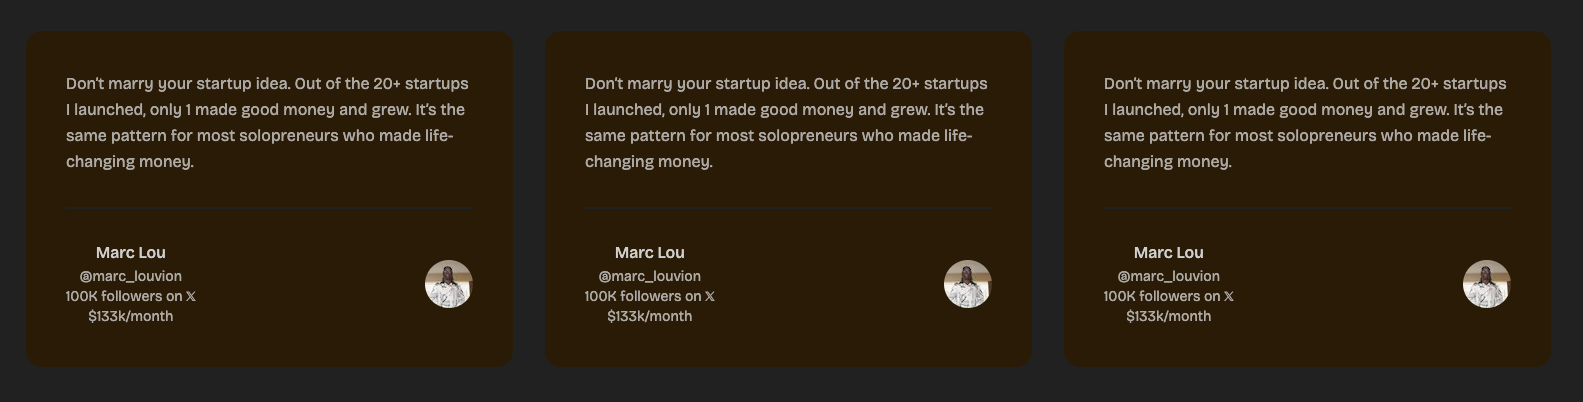 Don't marry your startup idea. Out of the 20+ startups
I launched, only 1 made good money and grew. It's the
same pattern for most solopreneurs who made life-
changing money.
Marc Lou
@marc_louvion
100K followers on 𝕏
$133k/month
Don't marry your startup idea. Out of the 20+ startups
I launched, only 1 made good money and grew. It's the
same pattern for most solopreneurs who made life-
changing money.
Marc Lou
@marc_louvion
100K followers on 𝕏
$133k/month
Don't marry your startup idea. Out of the 20+ startups
I launched, only 1 made good money and grew. It's the
same pattern for most solopreneurs who made life-
changing money.
Marc Lou
@marc_louvion
100K followers on 𝕏
$133k/month